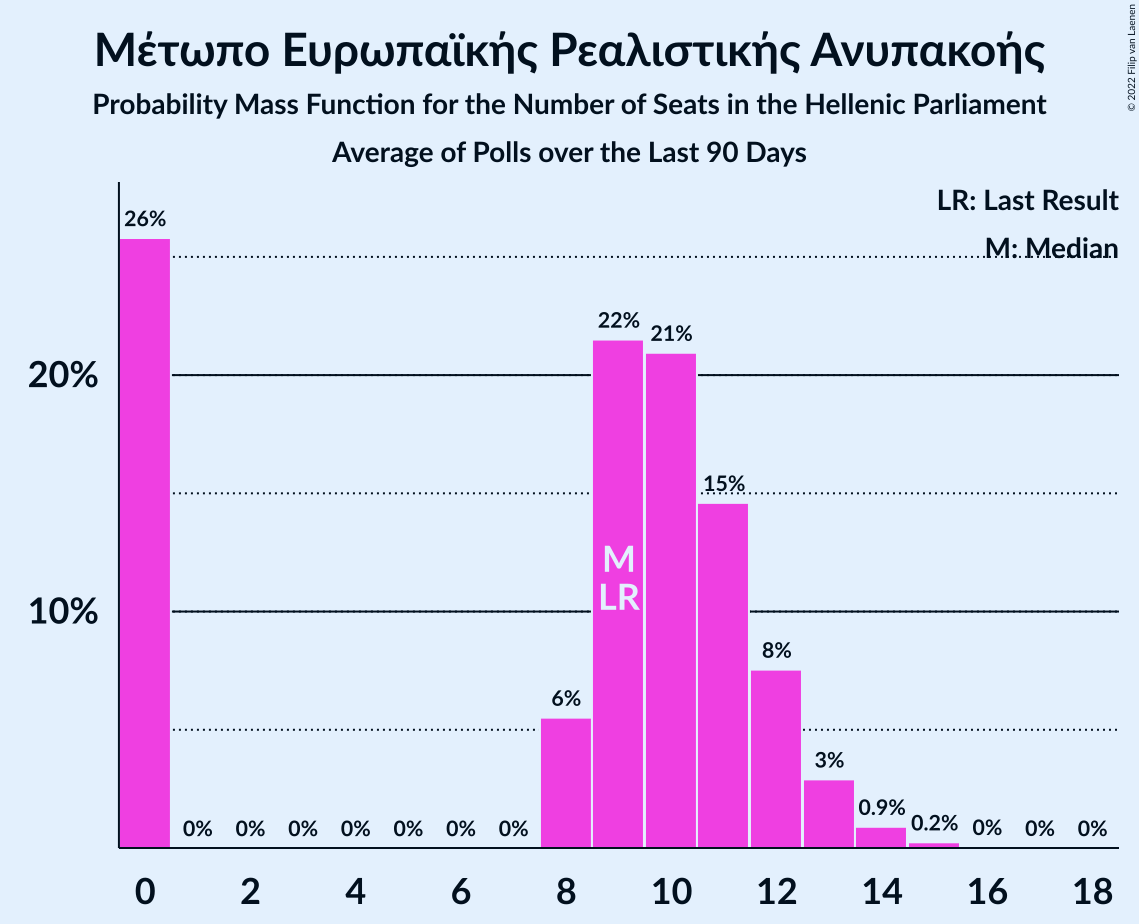 Μέτωπο Ευρωπαϊκής Ρεαλιστικής Ανυπακοής
Probability Mass Function for the Number of Seats in the Hellenic Parliament
Average of Polls over the Last 90 Days
© 2022 Filip van Laenen
LR: Last Result
M: Median
26%
22%
21%
20%
15%
M
LR
10%
8%
6%
3%
0.9%
0.2%
0% 0% 0% 0% 0% 0% 0% 0% 0% 0%
0 2 4 6 8 10 12 14 16 18